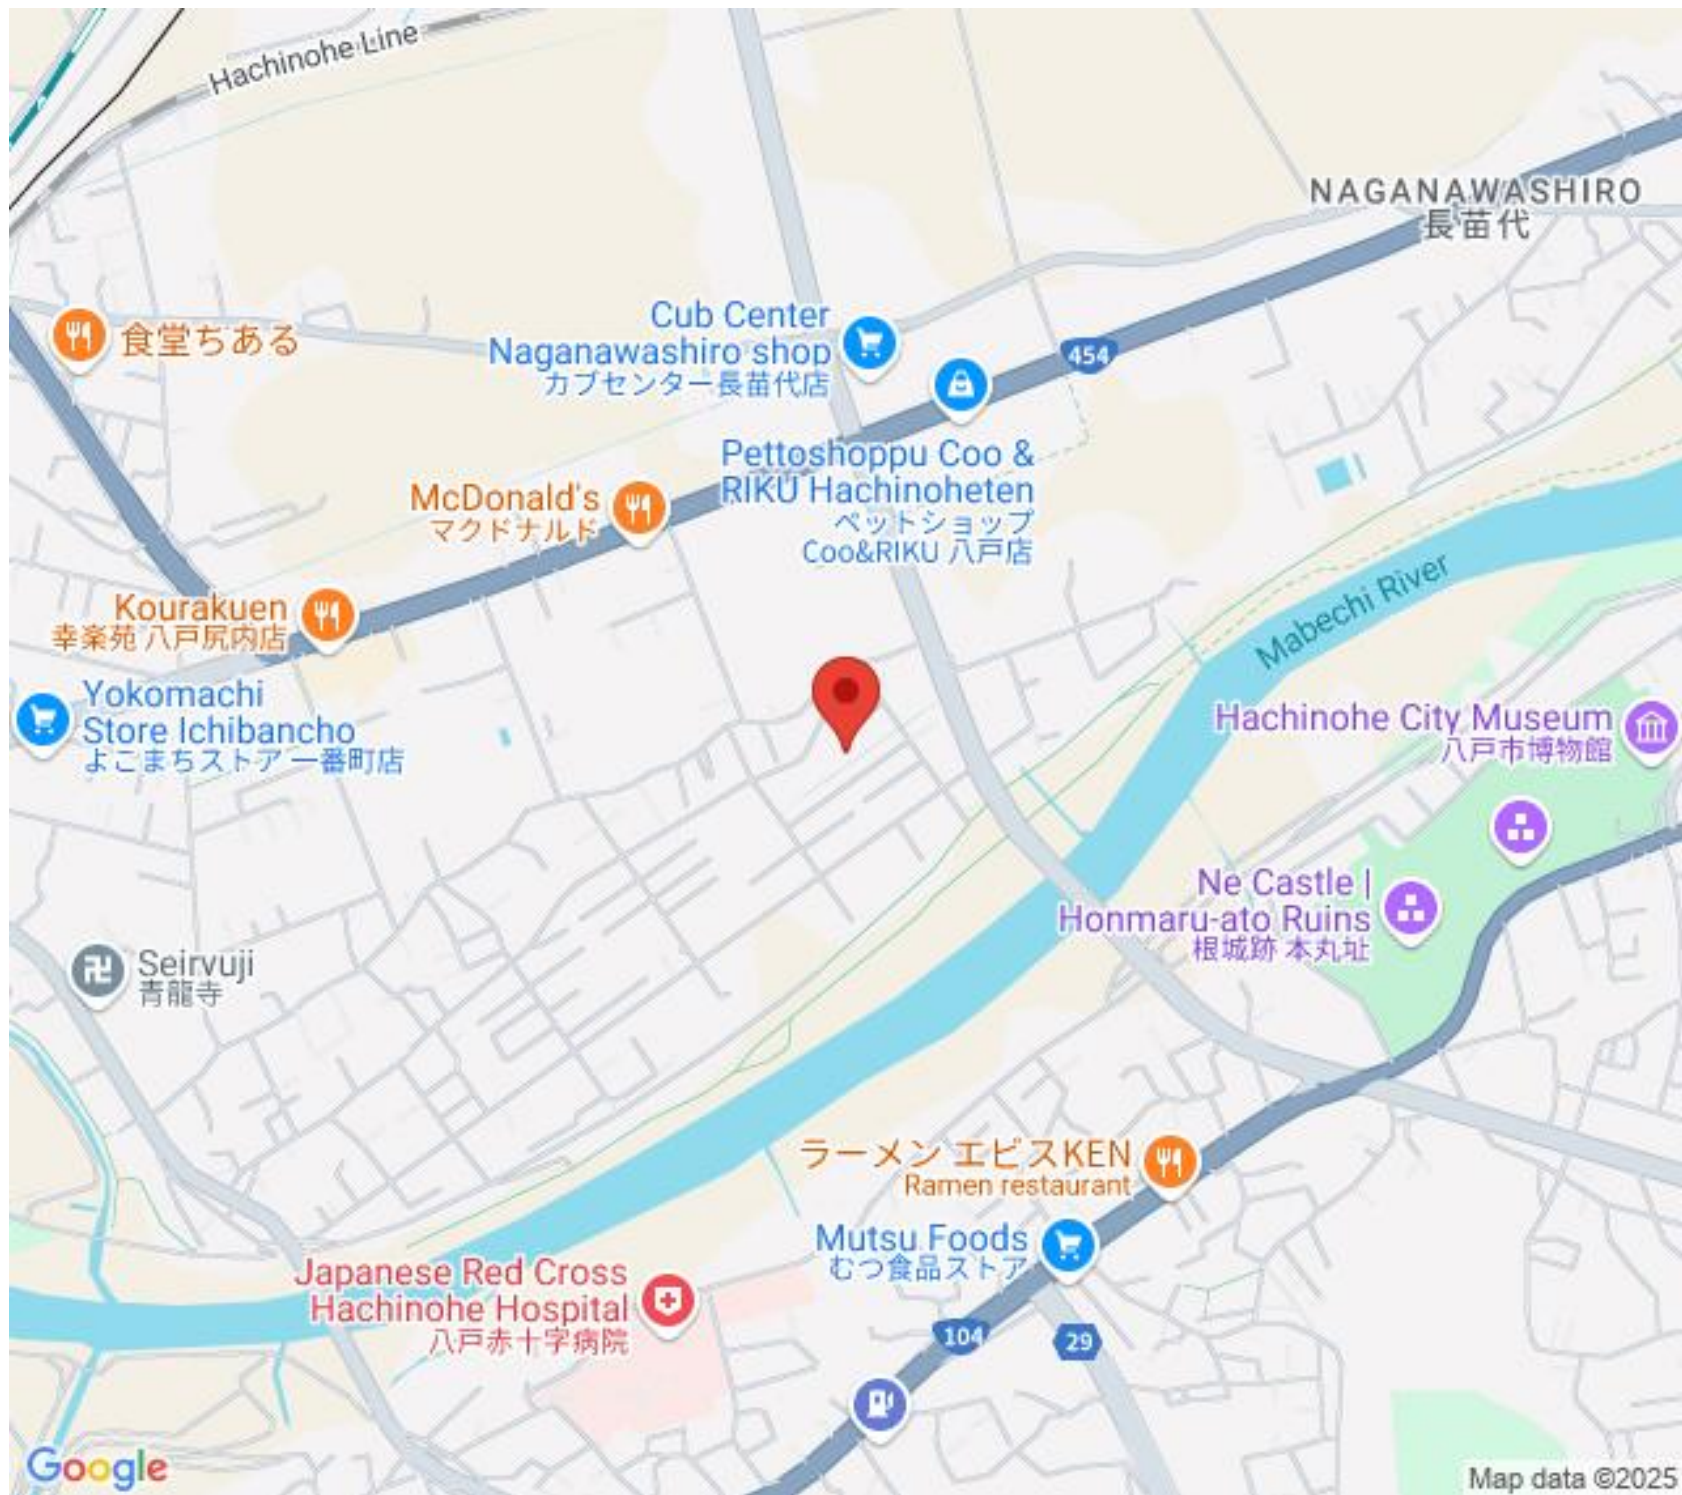 Hachinohe Line
NAGANAWASHIRO
長苗代
食堂ちある
Cub Center
Naganawashiro shop
カブセンター長苗代店
454
Pettoshoppu Coo &
RIKU Hachinoheten
ペットショップ
Coo&RIKU 八戸店
McDonald's
マクドナルド
Kourakuen
幸楽苑 八戸尻内店
Mabechi River
Yokomachi
Store Ichibancho
よこまちストア 一番町店
Hachinohe City Museum
八戸市博物館
Ne Castle |
Honmaru-ato Ruins
根城跡 本丸址
Seiryuji
青龍寺
ラーメン エビスKEN
Ramen restaurant
Mutsu Foods
むつ食品ストア
Japanese Red Cross
Hachinohe Hospital
八戸赤十字病院
104
29
Google
Map data ©2025